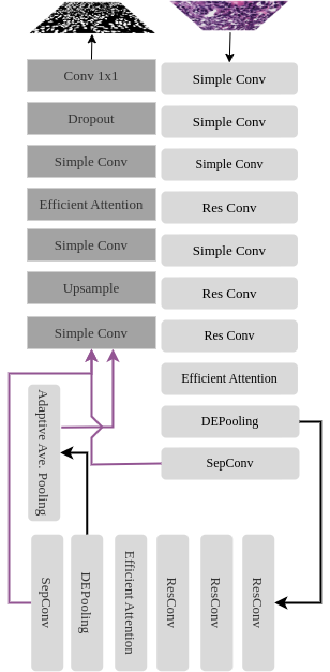 Conv 1x1
Dropout
Simple Conv
Efficient Attention
Simple Conv
Upsample
Simple Conv
Simple Conv
Simple Conv
Simple Conv
Res Conv
Simple Conv
Res Conv
Res Conv
Efficient Attention
DEPooling
SepConv
Adaptive Ave. Pooling
SepConv
DEPooling
Efficient Attention
ResConv
ResConv
ResConv